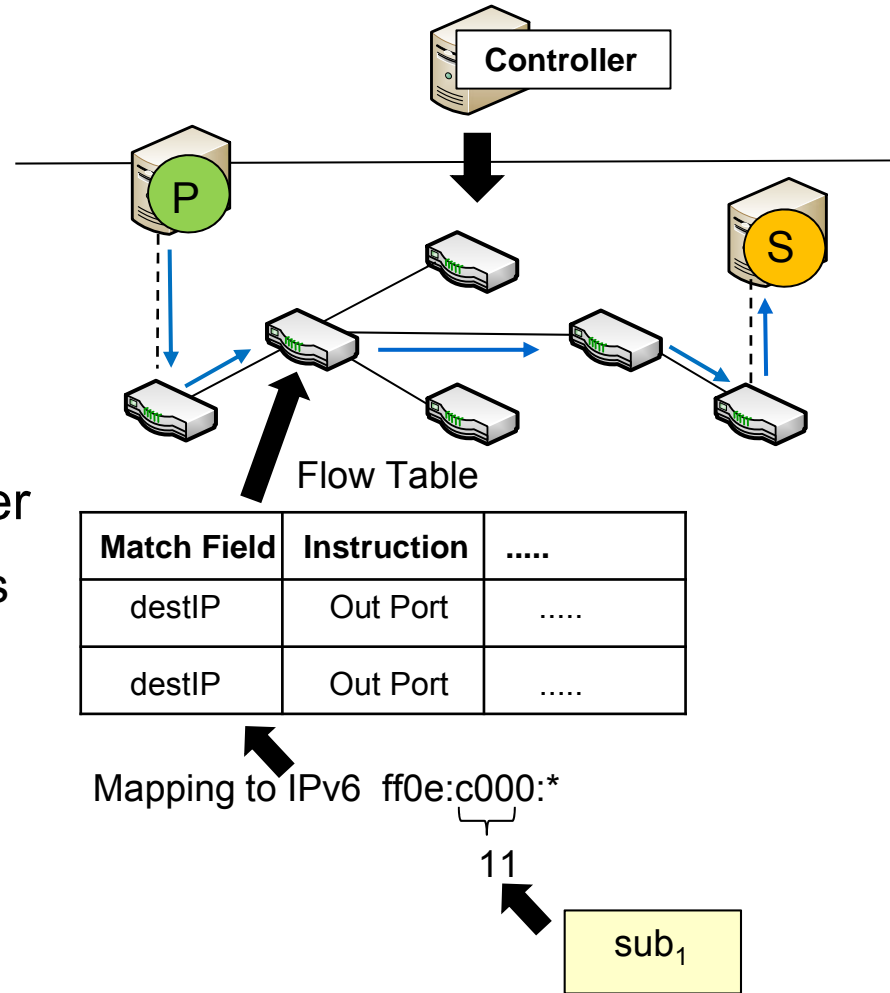 Controller
P
S
Flow Table
er
s
Match Field Instruction .....
destIP Out Port .....
destIP Out Port .....
Mapping to IPv6 ff0e:c000:*
11
sub₁